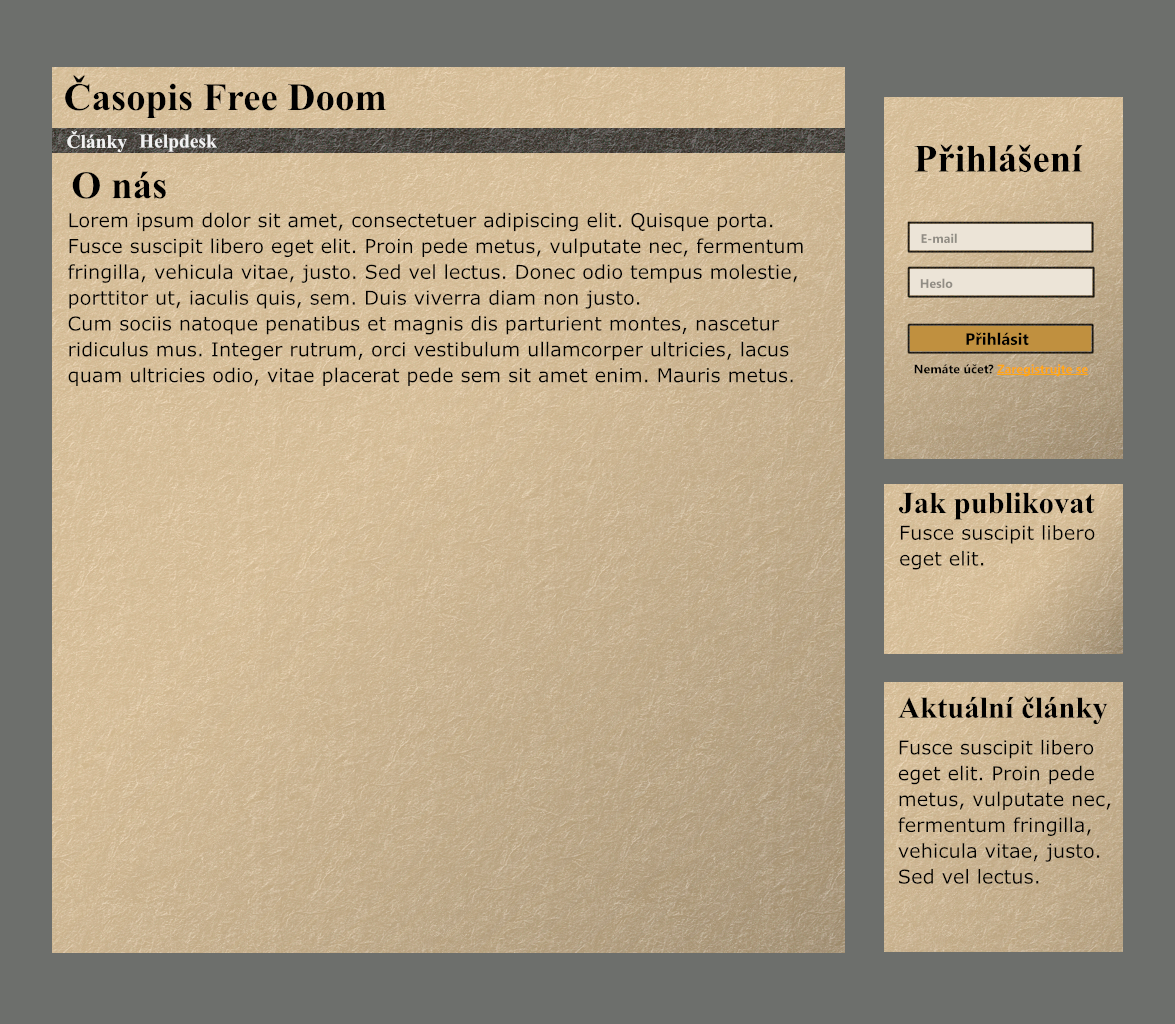 Časopis Free Doom
Články Helpdesk
O nás
Lorem ipsum dolor sit amet, consectetuer adipiscing elit. Quisque porta.
Fusce suscipit libero eget elit. Proin pede metus, vulputate nec, fermentum
fringilla, vehicula vitae, justo. Sed vel lectus. Donec odio tempus molestie,
porttitor ut, iaculis quis, sem. Duis viverra diam non justo.
Cum sociis natoque penatibus et magnis dis parturient montes, nascetur
ridiculus mus. Integer rutrum, orci vestibulum ullamcorper ultricies, lacus
quam ultricies odio, vitae placerat pede sem sit amet enim. Mauris metus.
Přihlášení
E-mail
Heslo
Přihlásit
Nemáte účet? Zaregistrujte se
Jak publikovat
Fusce suscipit libero
eget elit.
Aktuální články
Fusce suscipit libero
eget elit. Proin pede
metus, vulputate nec,
fermentum fringilla,
vehicula vitae, justo.
Sed vel lectus.